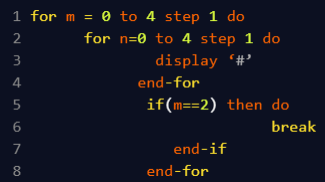 1 for m = 0 to 4 step 1 do
2 for n=0 to 4 step 1 do
3 display ‘#’
4 end-for
5 if(m==2) then do
6 break
7 end-if
8 end-for